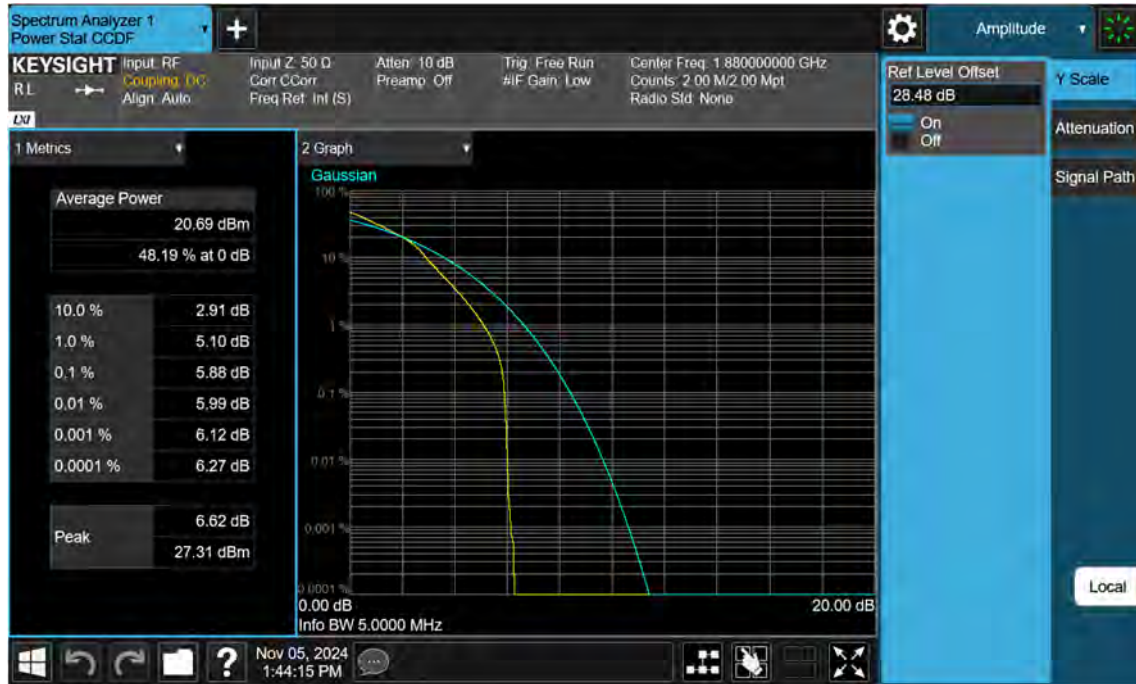 Spectrum Analyzer 1
Power Stat CCDF
+
Amplitude
KEYSIGHT
RL
LXI
Input: RF
Coupling: DC
Align: Auto
Input Z: 50 Ω
Corr CCorr
Freq Ref: Int (S)
Atten: 10 dB
Preamp: Off
Trig: Free Run
#IF Gain: Low
Center Freq: 1.880000000 GHz
Counts: 2.00 M/2.00 Mpt
Radio Std: None
Ref Level Offset
28.48 dB
On
Off
Y Scale
Attenuation
Signal Path
Local
1 Metrics
Average Power
20.69 dBm
48.19 % at 0 dB
10.0 % 2.91 dB
1.0 % 5.10 dB
0.1 % 5.88 dB
0.01 % 5.99 dB
0.001 % 6.12 dB
0.0001 % 6.27 dB
Peak
6.62 dB
27.31 dBm
2 Graph
Gaussian
100 %
10 %
1 %
0.1 %
0.01 %
0.001 %
0.0001 %
0.00 dB 20.00 dB
Info BW 5.0000 MHz
?
Nov 05, 2024
1:44:15 PM